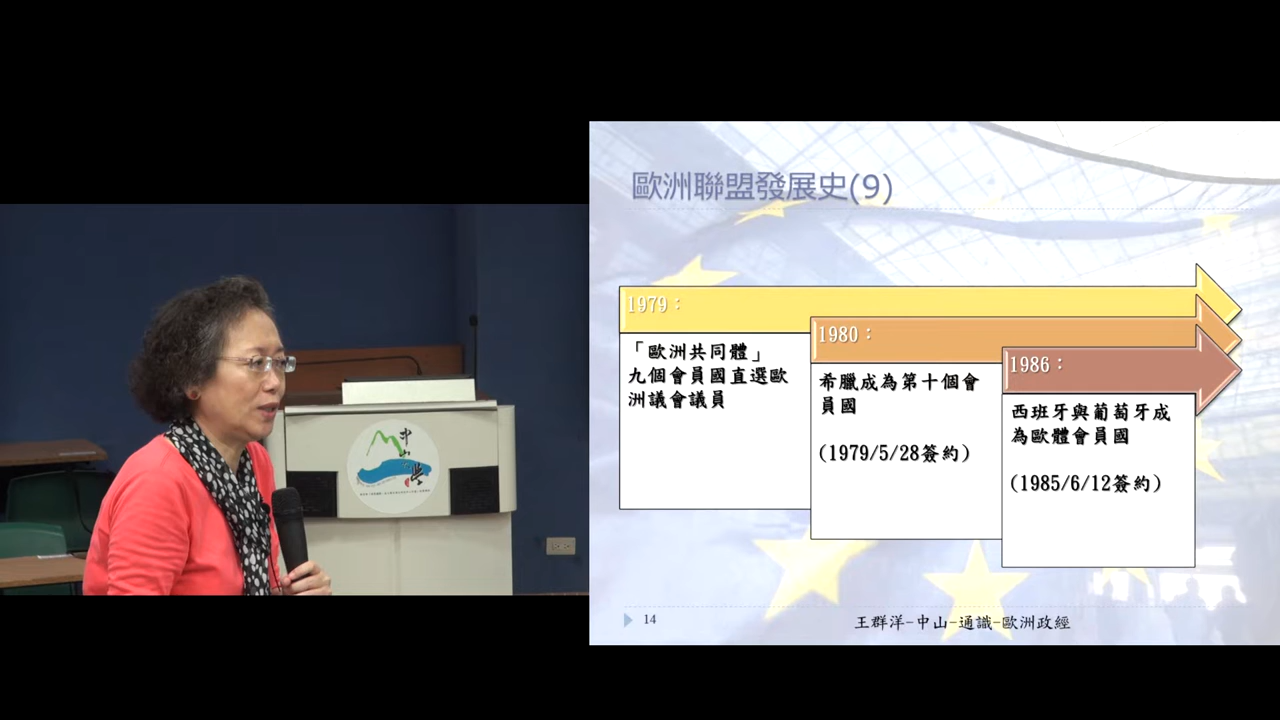 歐洲聯盟發展史(9)
1979：
「歐洲共同體」
九個會員國直選歐
洲議會議員
1980：
希臘成為第十個會
員國
(1979/5/28簽約)
1986：
西班牙與葡萄牙成
為歐體會員國
(1985/6/12簽約)
14
王群洋-中山-通識-歐洲政經
中
山